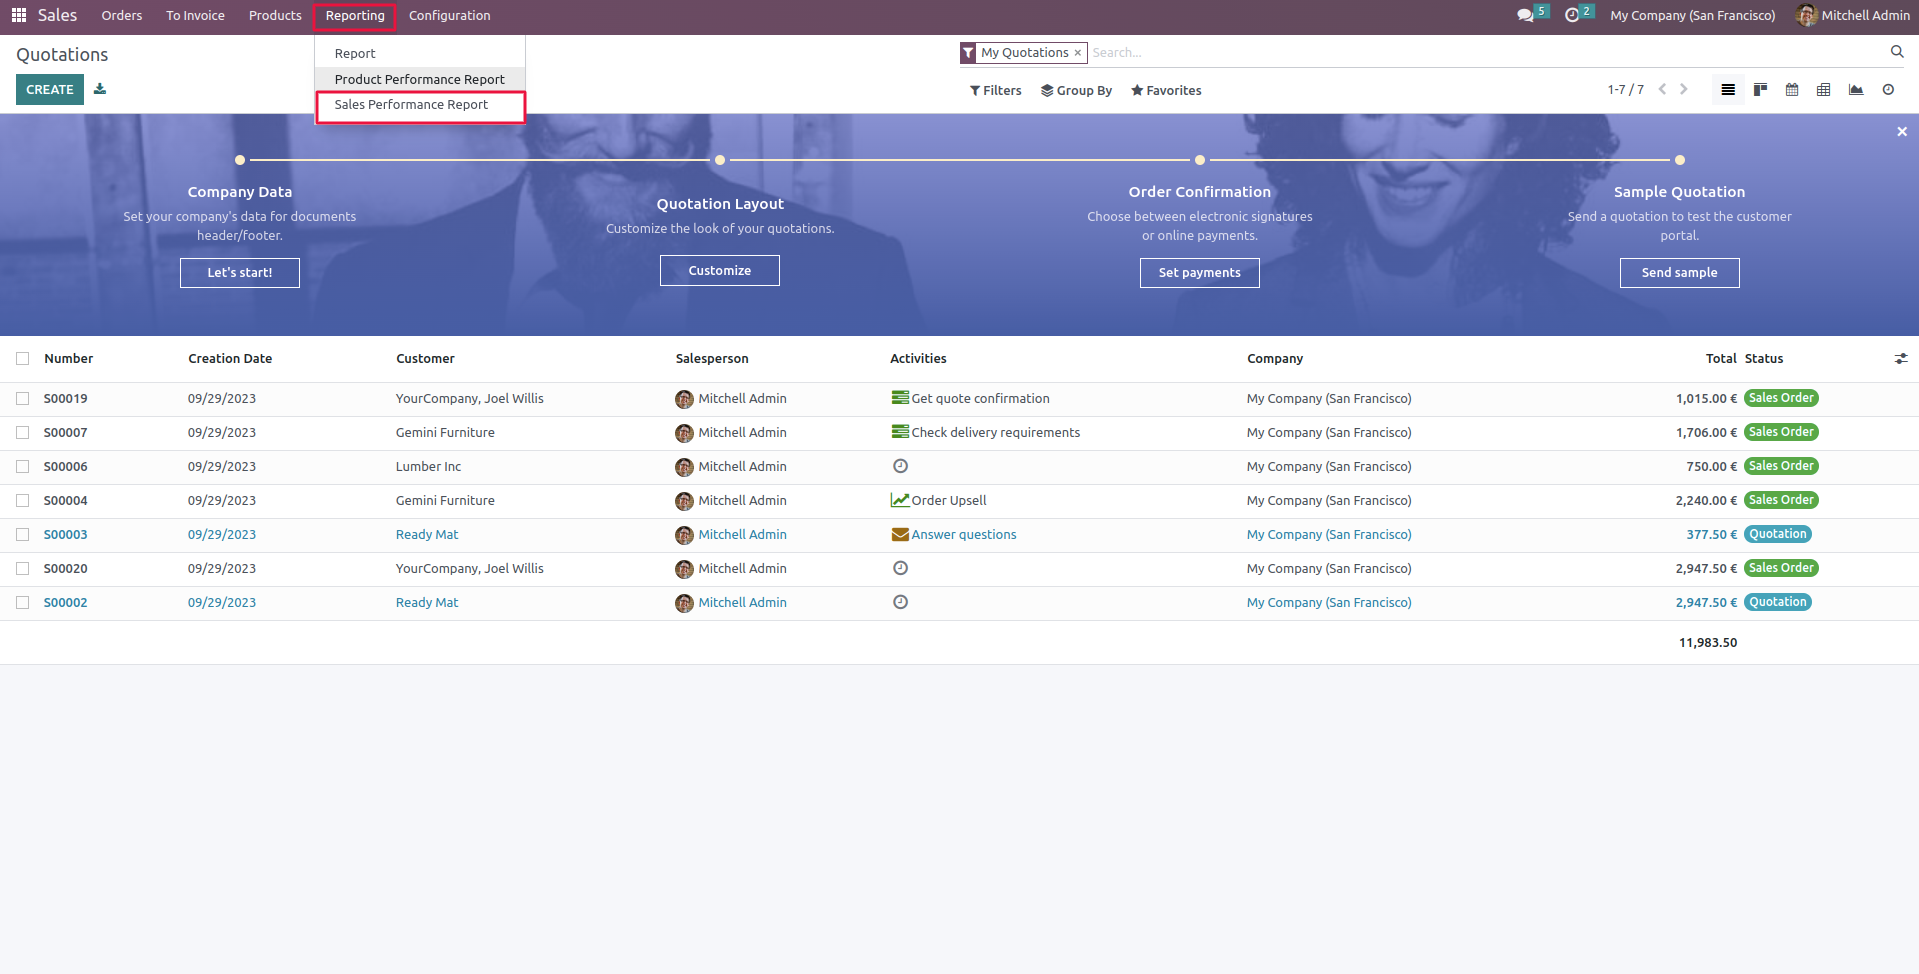 Sales Orders To Invoice Products Reporting Configuration 5 2 My Company (San Francisco) Mitchell Admin
Quotations
My Quotations × Search...
Report
Product Performance Report
Sales Performance Report
CREATE
Filters Group By Favorites 1-7 / 7
×
Company Data
Set your company's data for documents
header/footer.
Let's start!
Quotation Layout
Customize the look of your quotations.
Customize
Order Confirmation
Choose between electronic signatures
or online payments.
Set payments
Sample Quotation
Send a quotation to test the customer
portal.
Send sample
Number Creation Date Customer Salesperson Activities Company Total Status
S00019 09/29/2023 YourCompany, Joel Willis Mitchell Admin Get quote confirmation My Company (San Francisco) 1,015.00 € Sales Order
S00007 09/29/2023 Gemini Furniture Mitchell Admin Check delivery requirements My Company (San Francisco) 1,706.00 € Sales Order
S00006 09/29/2023 Lumber Inc Mitchell Admin My Company (San Francisco) 750.00 € Sales Order
S00004 09/29/2023 Gemini Furniture Mitchell Admin Order Upsell My Company (San Francisco) 2,240.00 € Sales Order
S00003 09/29/2023 Ready Mat Mitchell Admin Answer questions My Company (San Francisco) 377.50 € Quotation
S00020 09/29/2023 YourCompany, Joel Willis Mitchell Admin My Company (San Francisco) 2,947.50 € Sales Order
S00002 09/29/2023 Ready Mat Mitchell Admin My Company (San Francisco) 2,947.50 € Quotation
11,983.50